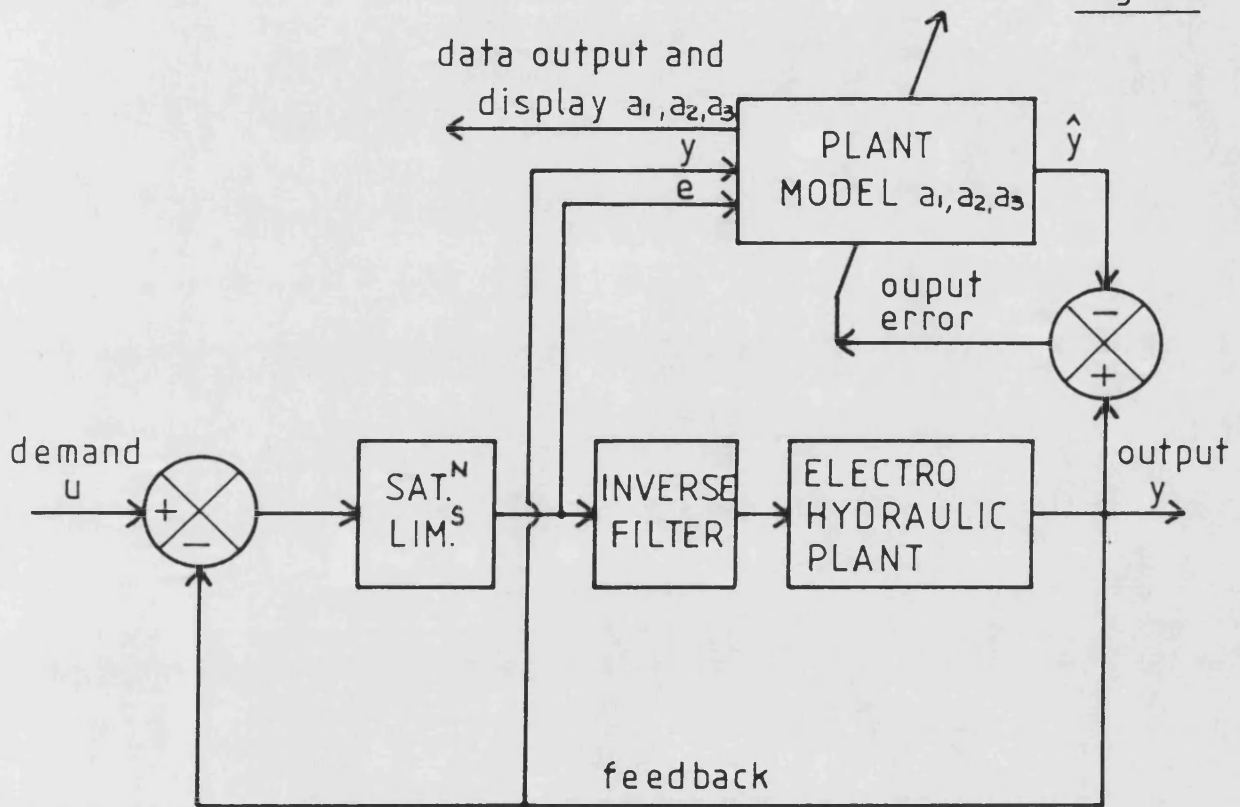 data output and
display a₁,a₂,a₃
y
e
PLANT
MODEL a₁,a₂,a₃
ŷ
ouput
error
−
+
demand
u
+
−
SAT.ᴺ
LIM.ˢ
INVERSE
FILTER
ELECTRO
HYDRAULIC
PLANT
output
y
feedback